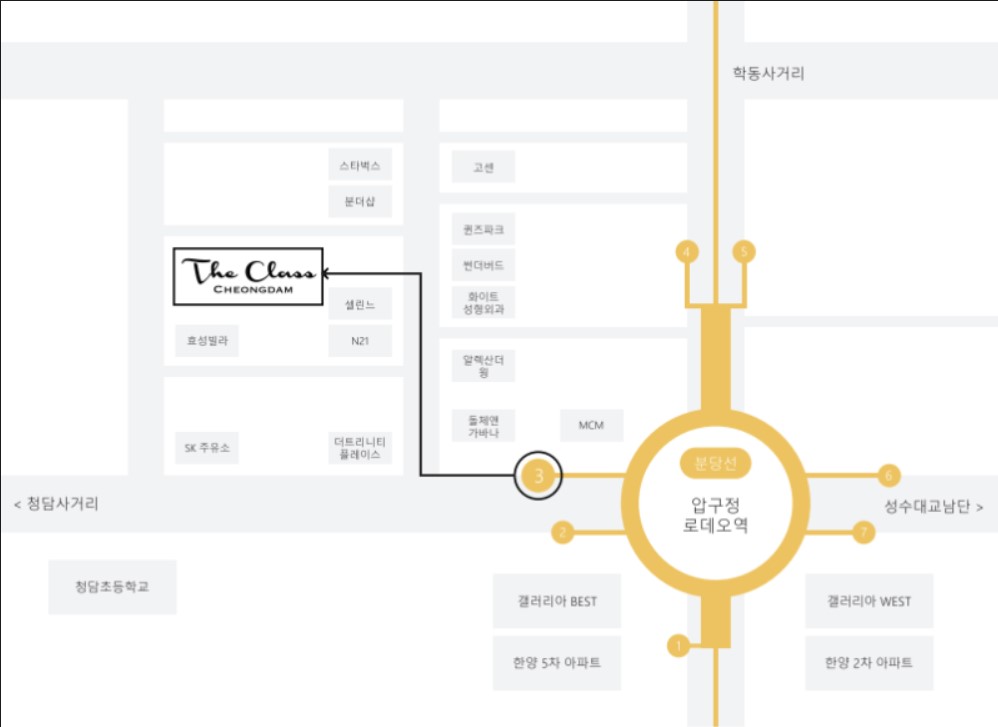 학동사거리
스타벅스
분더샵
고센
The Class
CHEONGDAM
퀸즈파크
썬더버드
화이트
성형외과
4
5
셀린느
효성빌라
N21
알렉산더
왕
돌체앤
가바나
MCM
SK 주유소
더트리니티
플레이스
3
분당선
6
< 청담사거리
압구정
로데오역
성수대교남단 >
2
7
청담초등학교
갤러리아 BEST
갤러리아 WEST
1
한양 5차 아파트
한양 2차 아파트